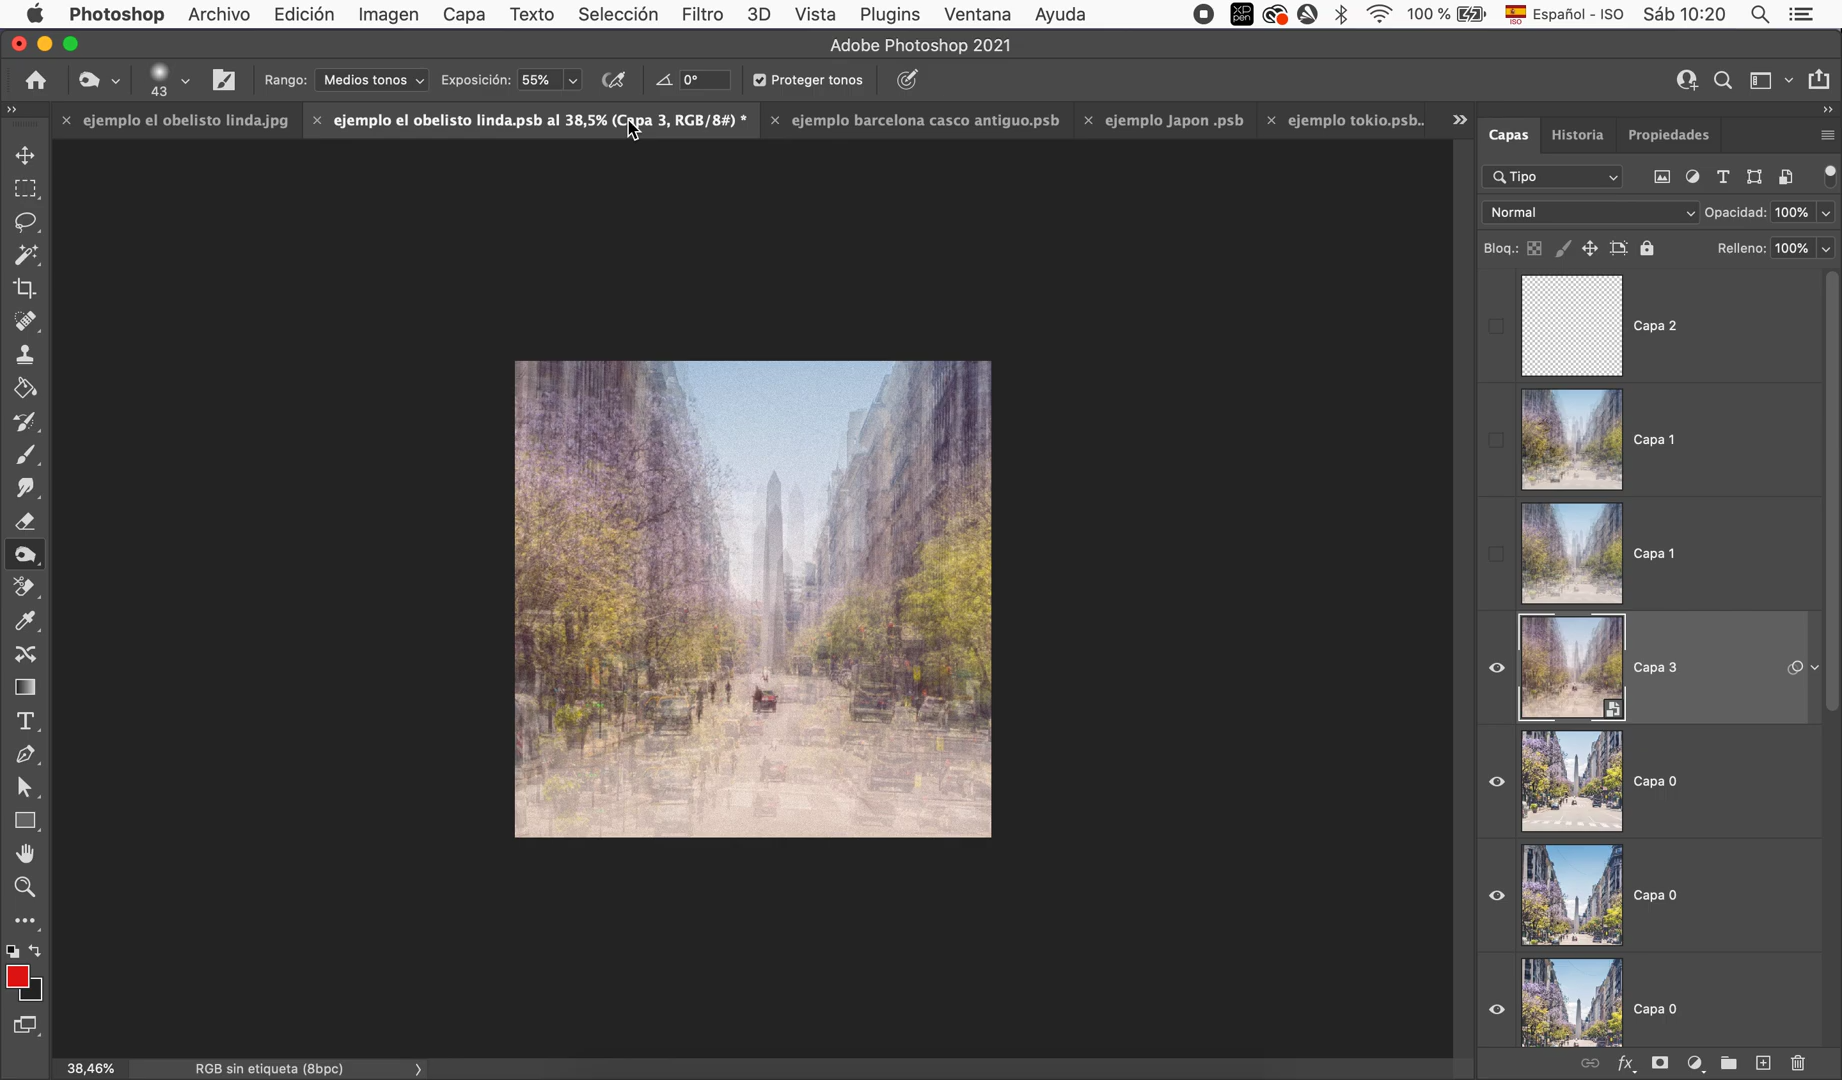 Photoshop Archivo Edición Imagen Capa Texto Selección Filtro 3D Vista Plugins Ventana Ayuda XP PEN 100 % ISO Español - ISO Sáb 10:20
Adobe Photoshop 2021
43 Rango: Medios tonos Exposición: 55% 0° Proteger tonos
ejemplo el obelisto linda.jpg ejemplo el obelisto linda.psb al 38,5% (Capa 3, RGB/8#) * ejemplo barcelona casco antiguo.psb ejemplo Japon .psb ejemplo tokio.psb..
Capas Historia Propiedades
Tipo
Normal Opacidad: 100%
Bloq.: Relleno: 100%
Capa 2
Capa 1
Capa 1
Capa 3
Capa 0
Capa 0
Capa 0
38,46% RGB sin etiqueta (8bpc)
fx